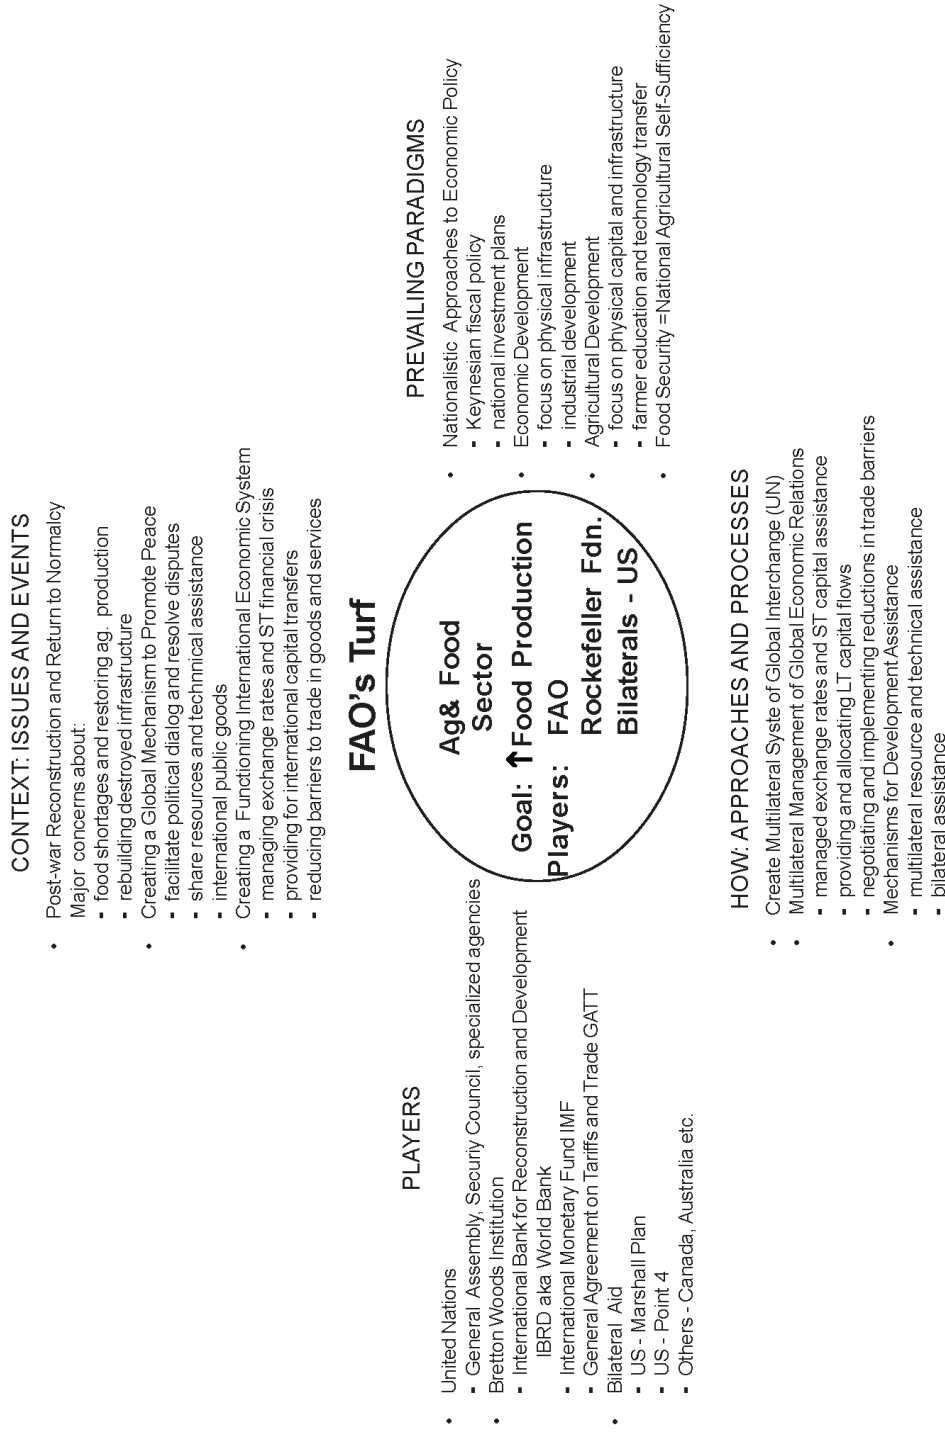 CONTEXT: ISSUES AND EVENTS
• Post-war Reconstruction and Return to Normalcy
Major concerns about:
- food shortages and restoring ag. production
- rebuilding destroyed infrastructure
• Creating a Global Mechanism to Promote Peace
- facilitate political dialog and resolve disputes
- share resources and technical assistance
- international public goods
• Creating a Functioning International Economic System
- managing exchange rates and ST financial crisis
- providing for international capital transfers
- reducing barriers to trade in goods and services
PLAYERS
• United Nations
- General Assembly, Securiy Council, specialized agencies
• Bretton Woods Institution
- International Bank for Reconstruction and Development
IBRD aka World Bank
- International Monetary Fund IMF
- General Agreement on Tariffs and Trade GATT
• Bilateral Aid
- US - Marshall Plan
- US - Point 4
- Others - Canada, Australia etc.
FAO's Turf
Ag& Food
Sector
Goal: ↑Food Production
Players: FAO
Rockefeller Fdn.
Bilaterals - US
PREVAILING PARADIGMS
• Nationalistic Approaches to Economic Policy
- Keynesian fiscal policy
- national investment plans
• Economic Development
- focus on physical infrastructure
- industrial development
• Agricultural Development
- focus on physical capital and infrastructure
- farmer education and technology transfer
• Food Security =National Agricultural Self-Sufficiency
HOW: APPROACHES AND PROCESSES
• Create Multilateral Syste of Global Interchange (UN)
• Multilateral Management of Global Economic Relations
- managed exchange rates and ST capital assistance
- providing and allocating LT capital flows
- negotiating and implementing reductions in trade barriers
• Mechanisms for Development Assistance
- multilateral resource and technical assistance
- bilateral assistance